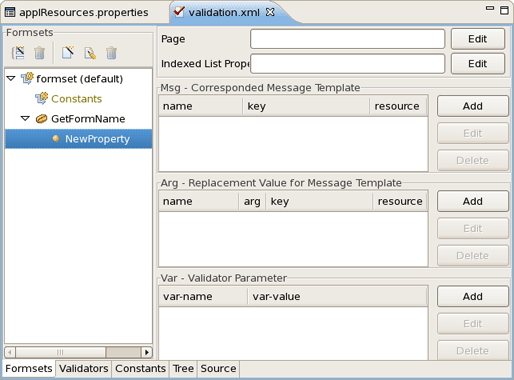 applResources.properties
validation.xml
Formsets
formset (default)
Constants
GetFormName
NewProperty
Page
Edit
Indexed List Prope
Edit
Msg - Corresponded Message Template
name key resource
Add
Edit
Delete
Arg - Replacement Value for Message Template
name arg key resource
Add
Edit
Delete
Var - Validator Parameter
var-name var-value
Add
Edit
Delete
Formsets Validators Constants Tree Source